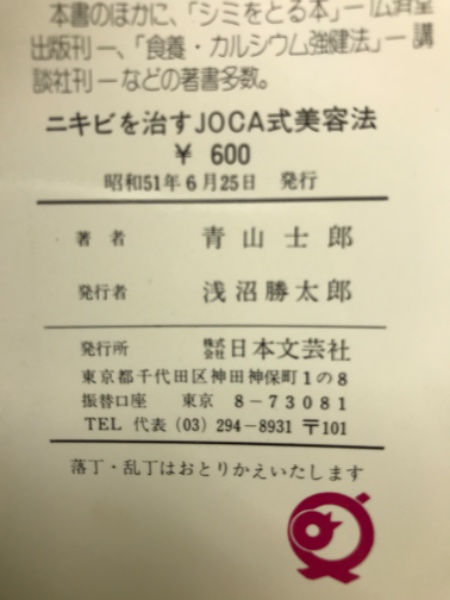 本書のほかに、「シミをとる本」―広済堂
出版刊―、「食養・カルシウム強健法」―講
談社刊―などの著書多数。
ニキビを治すJOCA式美容法
¥ 600
昭和51年6月25日 発行
著者 青山士郎
発行者 浅沼勝太郎
発行所 株式会社日本文芸社
東京都千代田区神田神保町1の8
振替口座 東京 8-73081
TEL 代表(03)294-8931 〒101
落丁・乱丁はおとりかえいたします